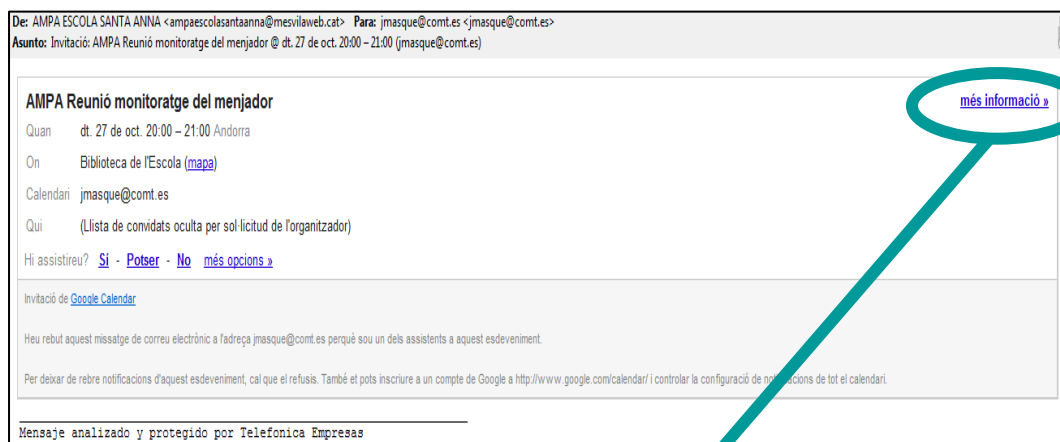 De: AMPA ESCOLA SANTA ANNA <ampaescolasantaanna@mesvilaweb.cat> Para: jmasque@comt.es <jmasque@comt.es>
Asunto: Invitació: AMPA Reunió monitoratge del menjador @ dt. 27 de oct. 20:00 – 21:00 (jmasque@comt.es)
AMPA Reunió monitoratge del menjador més informació »
Quan dt. 27 de oct. 20:00 – 21:00 Andorra
On Biblioteca de l'Escola (mapa)
Calendari jmasque@comt.es
Qui (Llista de convidats oculta per sol·licitud de l'organitzador)
Hi assistireu? Sí - Potser - No més opcions »
Invitació de Google Calendar
Heu rebut aquest missatge de correu electrònic a l'adreça jmasque@comt.es perquè sou un dels assistents a aquest esdeveniment.
Per deixar de rebre notificacions d'aquest esdeveniment, cal que el refusis. També et pots inscriure a un compte de Google a http://www.google.com/calendar/ i controlar la configuració de notificacions de tot el calendari.
Mensaje analizado y protegido por Telefonica Empresas